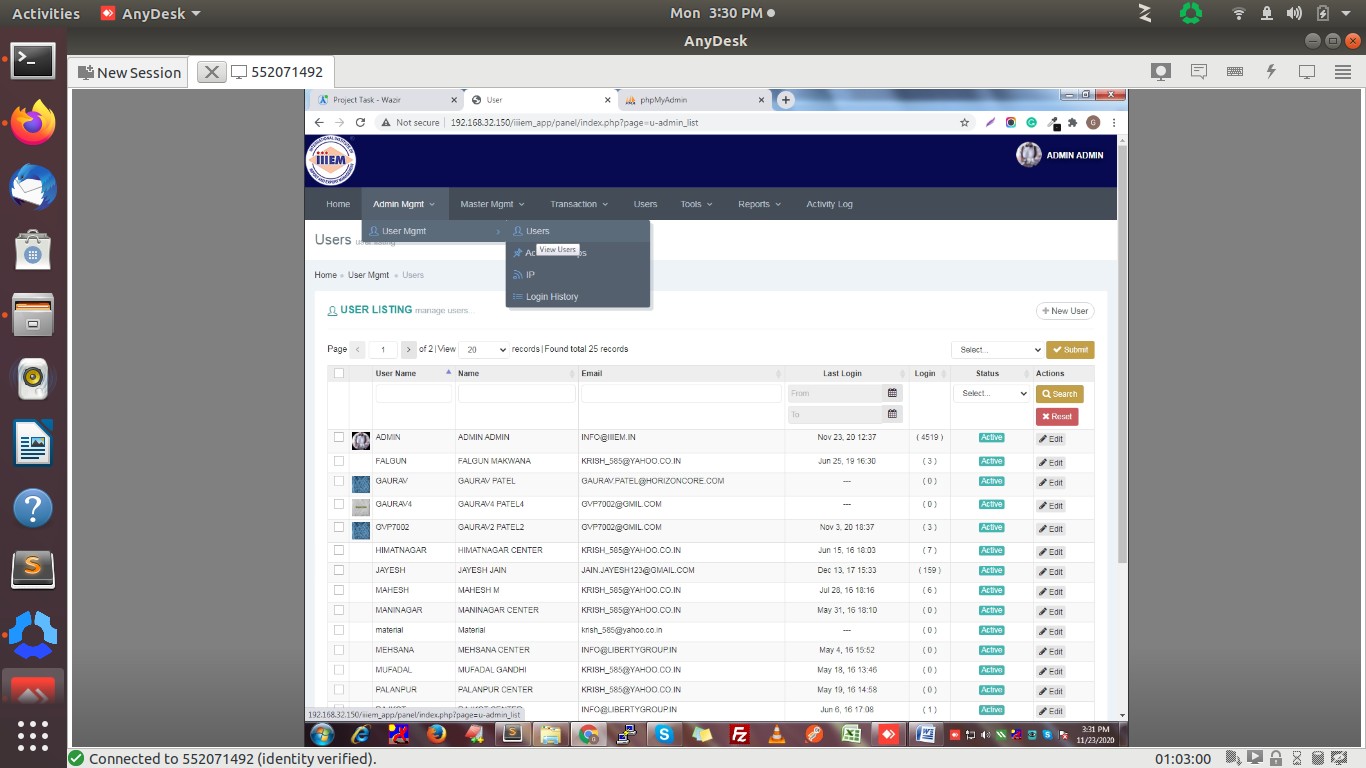 Activities AnyDesk Mon 3:30 PM
AnyDesk
New Session 552071492
Project Task - Wazir User phpMyAdmin
Not secure 192.168.32.150/iiiem_app/panel/index.php?page=u-admin_list G
iiiEM ADMIN ADMIN
Home Admin Mgmt Master Mgmt Transaction Users Tools Reports Activity Log
User Mgmt Users
Users
View Users
IP
Home » User Mgmt » Users
Login History
USER LISTING manage users... New User
Page 1 of 2 | View 20 records | Found total 25 records Select... Submit
User Name Name Email Last Login Login Status Actions
From Select... Search
To Reset
ADMIN ADMIN ADMIN INFO@IIIEM.IN Nov 23, 20 12:37 ( 4519 ) Active Edit
FALGUN FALGUN MAKWANA KRISH_585@YAHOO.CO.IN Jun 25, 19 16:30 ( 3 ) Active Edit
GAURAV GAURAV PATEL GAURAV.PATEL@HORIZONCORE.COM --- ( 0 ) Active Edit
GAURAV4 GAURAV4 PATEL4 GVP7002@GMIL.COM --- ( 0 ) Active Edit
GVP7002 GAURAV2 PATEL2 GVP7002@GMIL.COM Nov 3, 20 18:37 ( 3 ) Active Edit
HIMATNAGAR HIMATNAGAR CENTER KRISH_585@YAHOO.CO.IN Jun 15, 16 18:03 ( 7 ) Active Edit
JAYESH JAYESH JAIN JAIN.JAYESH123@GMAIL.COM Dec 13, 17 15:33 ( 159 ) Active Edit
MAHESH MAHESH M KRISH_585@YAHOO.CO.IN Jul 28, 16 18:16 ( 6 ) Active Edit
MANINAGAR MANINAGAR CENTER KRISH_585@YAHOO.CO.IN May 31, 16 18:10 ( 0 ) Active Edit
material Material krish_585@yahoo.co.in --- ( 0 ) Active Edit
MEHSANA MEHSANA CENTER INFO@LIBERTYGROUP.IN May 4, 16 15:52 ( 0 ) Active Edit
MUFADAL MUFADAL GANDHI KRISH_585@YAHOO.CO.IN May 18, 16 13:46 ( 0 ) Active Edit
PALANPUR PALANPUR CENTER KRISH_585@YAHOO.CO.IN May 19, 16 14:58 ( 0 ) Active Edit
RAJKOT RAJKOT CENTER INFO@LIBERTYGROUP.IN Jun 6, 16 17:08 ( 1 ) Active Edit
192.168.32.150/iiiem_app/panel/index.php?page=u-admin_list
3:31 PM
11/23/2020
Connected to 552071492 (identity verified). 01:03:00